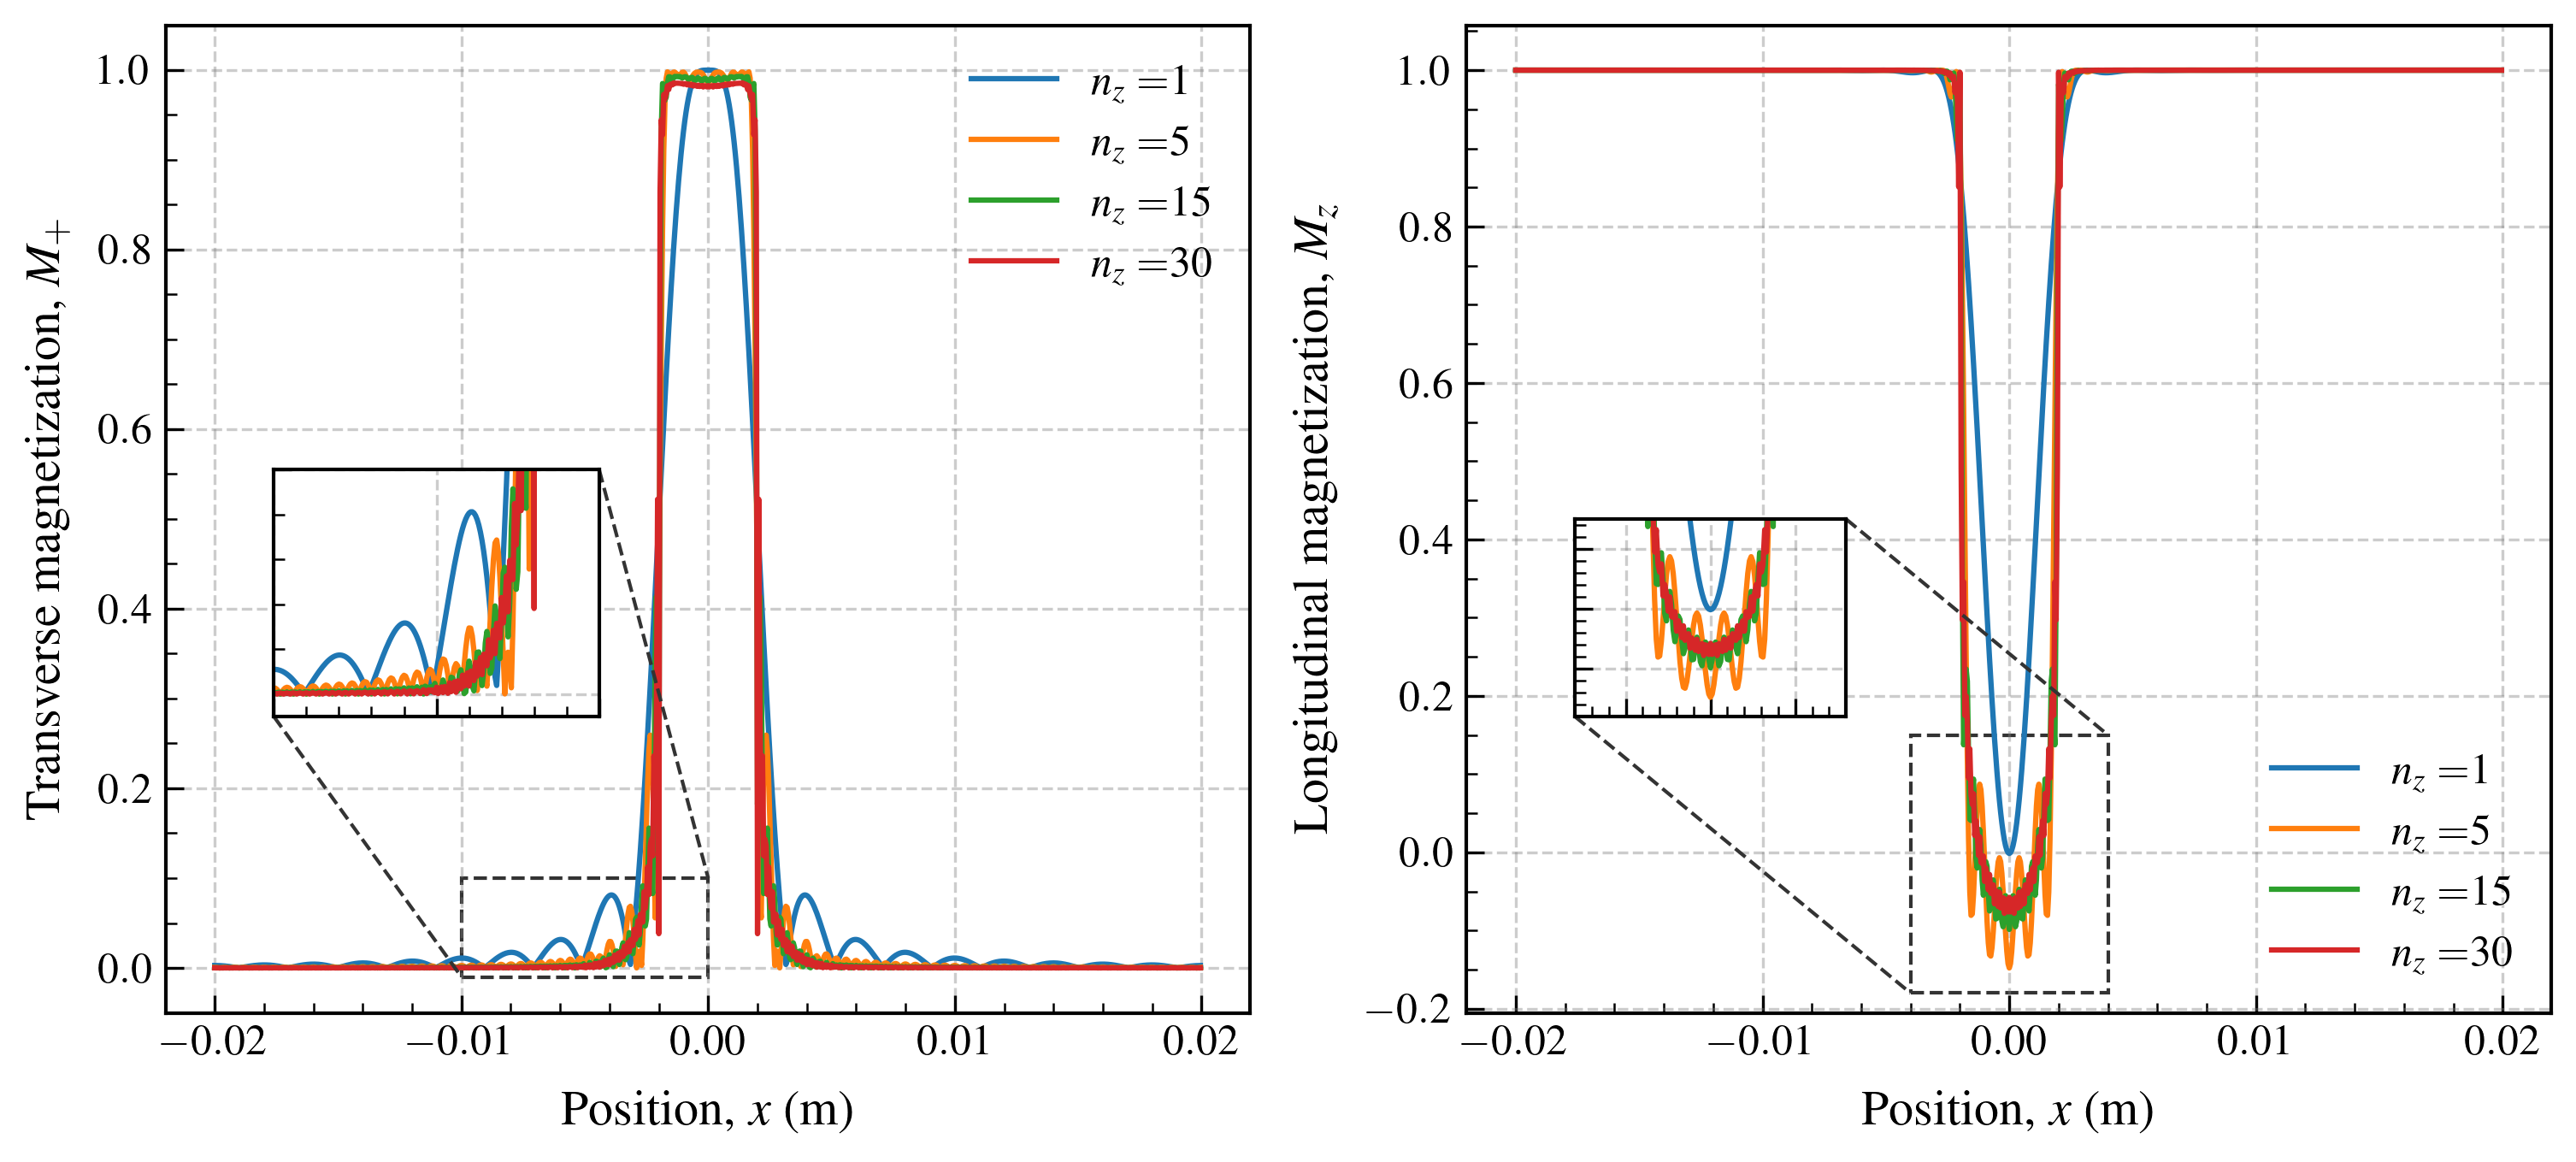 Transverse magnetization, M+
1.0
0.8
0.6
0.4
0.2
0.0
−0.02
−0.01
0.00
0.01
0.02
Position, x (m)
nz =1
nz =5
nz =15
nz =30
Longitudinal magnetization, Mz
1.0
0.8
0.6
0.4
0.2
0.0
−0.2
−0.02
−0.01
0.00
0.01
0.02
Position, x (m)
nz =1
nz =5
nz =15
nz =30